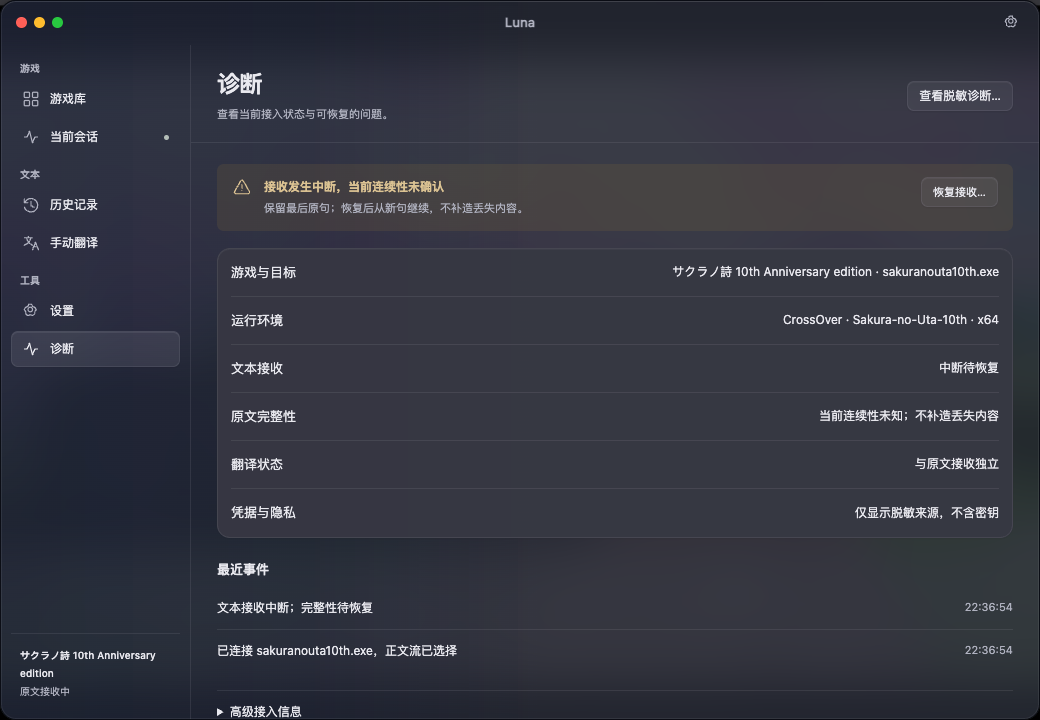 Luna
游戏
游戏库
当前会话
文本
历史记录
手动翻译
工具
设置
诊断
サクラノ詩 10th Anniversary
edition
原文接收中
诊断
查看当前接入状态与可恢复的问题。
查看脱敏诊断...
接收发生中断，当前连续性未确认
保留最后原句；恢复后从新句继续，不补造丢失内容。
恢复接收...
游戏与目标 サクラノ詩 10th Anniversary edition · sakuranouta10th.exe
运行环境 CrossOver · Sakura-no-Uta-10th · x64
文本接收 中断待恢复
原文完整性 当前连续性未知；不补造丢失内容
翻译状态 与原文接收独立
凭据与隐私 仅显示脱敏来源，不含密钥
最近事件
文本接收中断；完整性待恢复 22:36:54
已连接 sakuranouta10th.exe，正文流已选择 22:36:54
高级接入信息